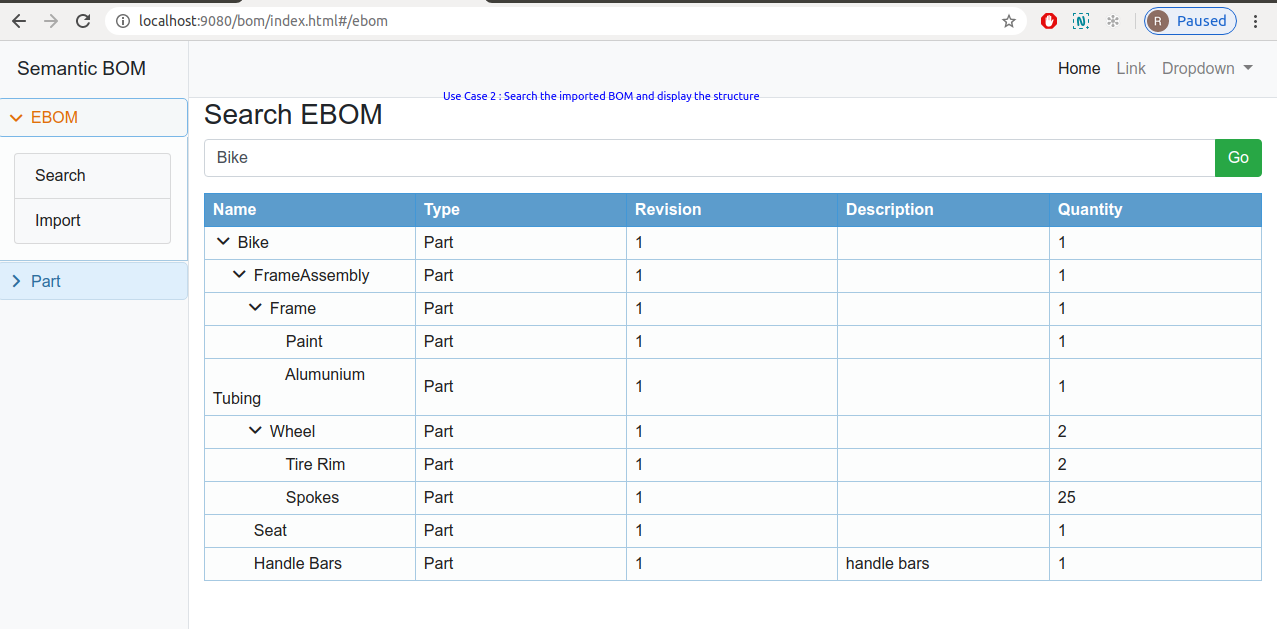 localhost:9080/bom/index.html#/ebom
R Paused
Semantic BOM
Home Link Dropdown
Use Case 2 : Search the imported BOM and display the structure
EBOM
Search
Import
Part
Search EBOM
Bike
Go
Name Type Revision Description Quantity
Bike Part 1 1
FrameAssembly Part 1 1
Frame Part 1 1
Paint Part 1 1
Alumunium
Tubing Part 1 1
Wheel Part 1 2
Tire Rim Part 1 2
Spokes Part 1 25
Seat Part 1 1
Handle Bars Part 1 handle bars 1